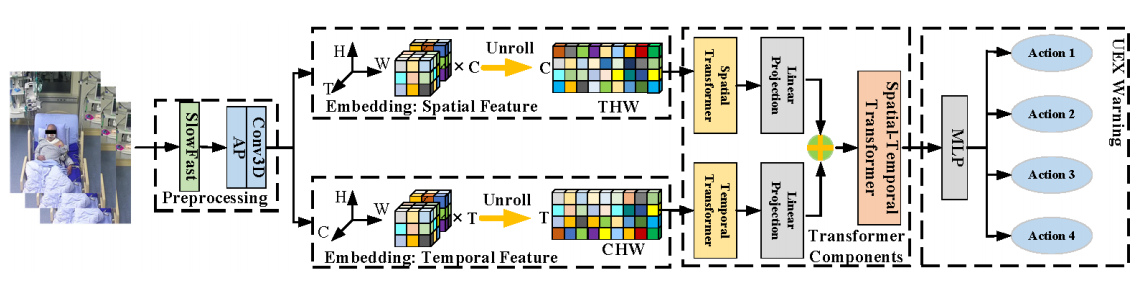 SlowFast
Conv3D
AP
Preprocessing
H
W
T
× C
Unroll
C
THW
Embedding: Spatial Feature
H
W
C
× T
Unroll
T
CHW
Embedding: Temporal Feature
Spatial
Transformer
Linear
Projection
Temporal
Transformer
Linear
Projection
Spatial-Temporal
Transformer
Transformer
Components
MLP
Action 1
Action 2
Action 3
Action 4
UEX Warning